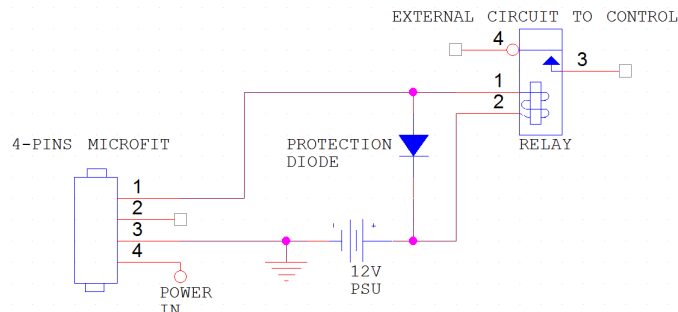 EXTERNAL CIRCUIT TO CONTROL
4
3
1
2
4-PINS MICROFIT
PROTECTION
DIODE
RELAY
1
2
3
4
- +
12V
PSU
POWER
IN